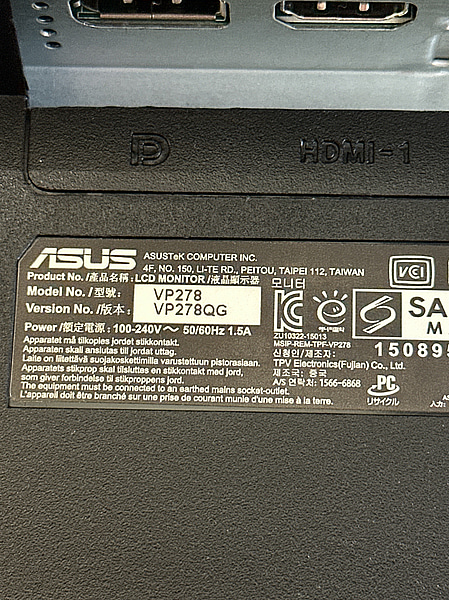 HDMI-1
ASUS
ASUSTeK COMPUTER INC.
4F, NO. 150, LI-TE RD., PEITOU, TAIPEI 112, TAIWAN
Product No. /產品名稱: LCD MONITOR /液晶顯示器
Model No. /型號: VP278
Version No. /版本: VP278QG
Power /額定電源: 100-240V~ 50/60Hz 1.5A
Apparatet må tilkoples jordet stikkontakt.
Apparaten skall anslutas till jordat uttag.
Laite on liitettävä suojakoskettimilla varustettuun pistorasiaan.
Apparatets stikprop skal tilsluttes en stikkontakt med jord,
som giver forbindelse til stikproppens jord.
The equipment must be connected to an earthed mains socket-outlet.
L'appareil doit être branché sur une prise de courant munie d'une mise à la terre.
모니터
ZU10322-15013
MSIP-REM-TPF-VP278
신청인/제조자:
TPV Electronics(Fujian) Co., Ltd.
제조국: 중국
A/S 연락처: 1566-6868
VCI
SA
M
150895
PC
リサイクル